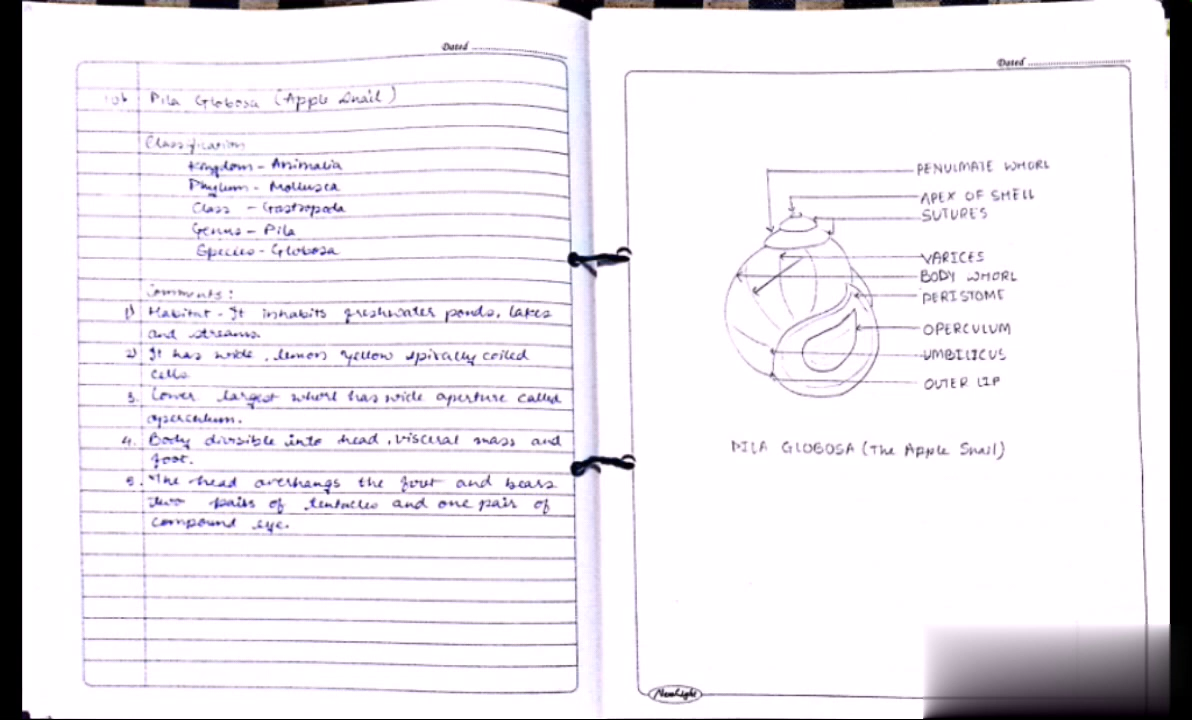 Dated
Pila Globosa (Apple Snail)
Classification
Kingdom - Animalia
Phylum - Mollusca
Class - Gastropoda
Genus - Pila
Species - Globosa
Comments:
1) Habitat - It inhabits freshwater ponds, lakes
and streams.
2) It has wide, lemon yellow spirally coiled
cells
3. Lower largest whorl has wide aperture called
operculum.
4. Body divisible into head, visceral mass and
foot.
5. The head overhangs the foot and bears
two pairs of tentacles and one pair of
compound eye.
Dated
PENULMATE WHORL
APEX OF SHELL
SUTURES
VARICES
BODY WHORL
PERISTOME
OPERCULUM
UMBILICUS
OUTER LIP
PILA GLOBOSA (The Apple Snail)
NewLight